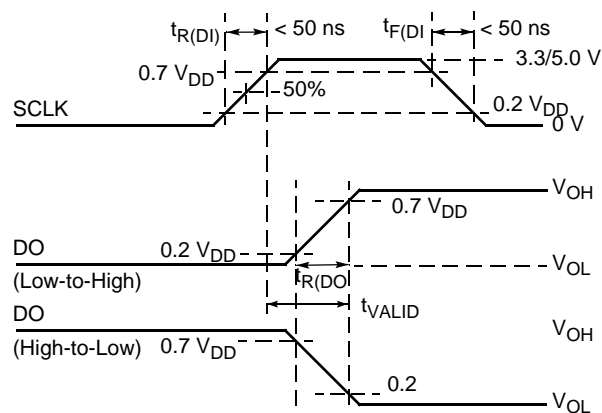 tR(DI) < 50 ns tF(DI < 50 ns
0.7 VDD 3.3/5.0 V
50%
SCLK 0.2 VDD
0 V
VOH
0.7 VDD
DO 0.2 VDD
(Low-to-High) tR(DO VOL
tVALID
DO VOH
(High-to-Low) 0.7 VDD
0.2
VOL